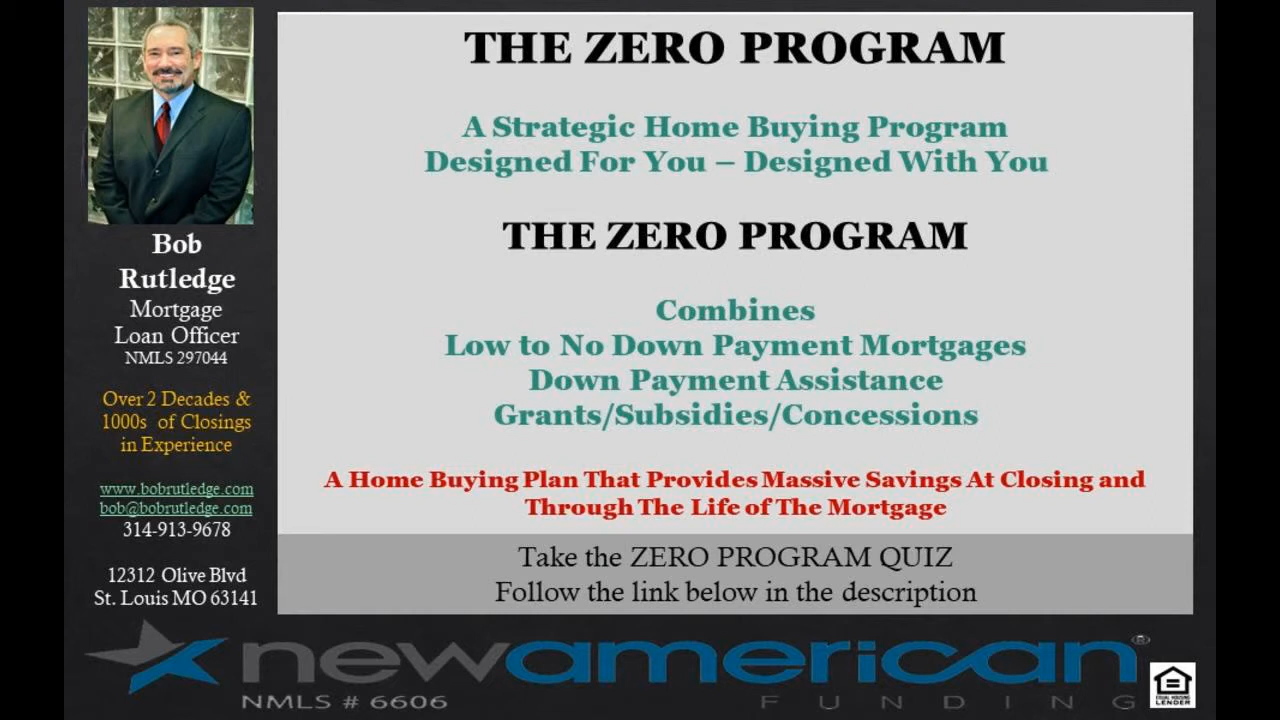 Bob
Rutledge
Mortgage
Loan Officer
NMLS 297044
Over 2 Decades &
1000s of Closings
in Experience
www.bobrutledge.com
bob@bobrutledge.com
314-913-9678
12312 Olive Blvd
St. Louis MO 63141
THE ZERO PROGRAM
A Strategic Home Buying Program
Designed For You – Designed With You
THE ZERO PROGRAM
Combines
Low to No Down Payment Mortgages
Down Payment Assistance
Grants/Subsidies/Concessions
A Home Buying Plan That Provides Massive Savings At Closing and
Through The Life of The Mortgage
Take the ZERO PROGRAM QUIZ
Follow the link below in the description
newamerican®
NMLS # 6606
FUNDING
EQUAL HOUSING
LENDER